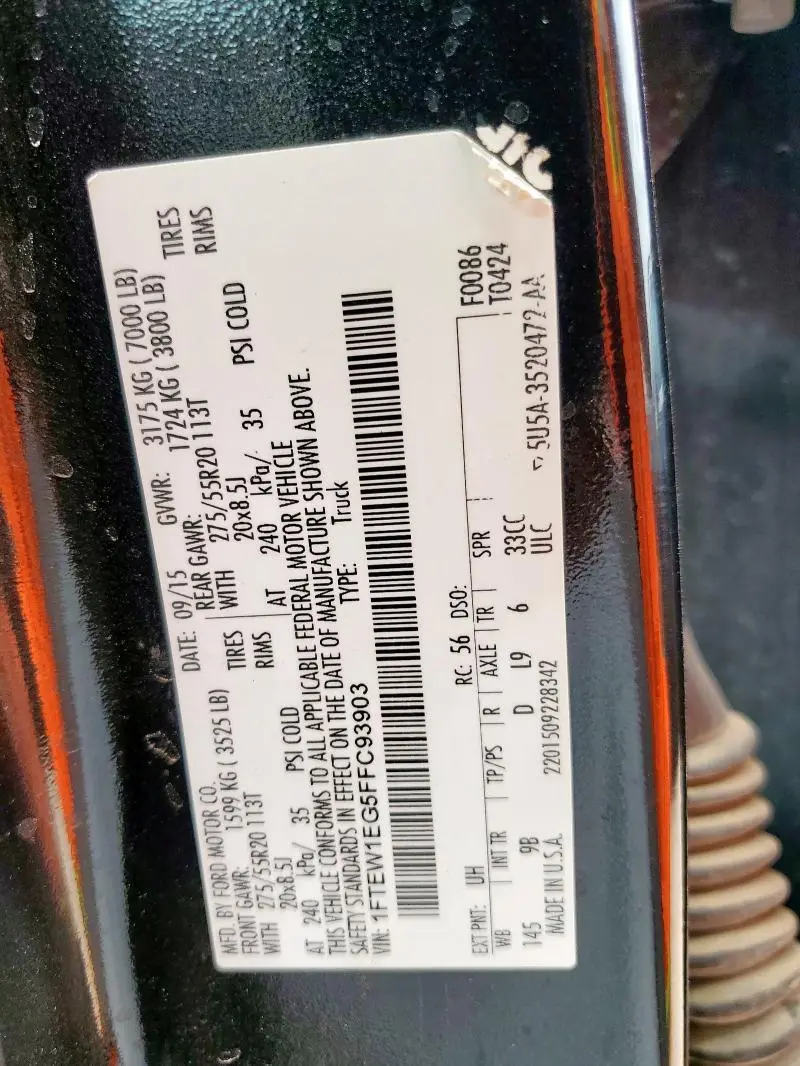 MFD. BY FORD MOTOR CO.
DATE: 09/15 GVWR: 3175 KG ( 7000 LB)
FRONT GAWR: 1599 KG ( 3525 LB)
REAR GAWR: 1724 KG ( 3800 LB)
WITH 275/55R20 113T TIRES
WITH 275/55R20 113T TIRES
20x8.5J RIMS
20x8.5J RIMS
AT 240 kPa/ 35 PSI COLD
AT 240 kPa/ 35 PSI COLD
THIS VEHICLE CONFORMS TO ALL APPLICABLE FEDERAL MOTOR VEHICLE
SAFETY STANDARDS IN EFFECT ON THE DATE OF MANUFACTURE SHOWN ABOVE.
VIN: 1FTEW1EG5FFC93903 TYPE: Truck
F0086
T0424
EXT PNT: UH RC: 56 DSO:
WB INT TR TP/PS R AXLE TR SPR
145 9B D L9 6 33CC
ULC
MADE IN U.S.A. 2201509228342 5U5A-3520472-AA